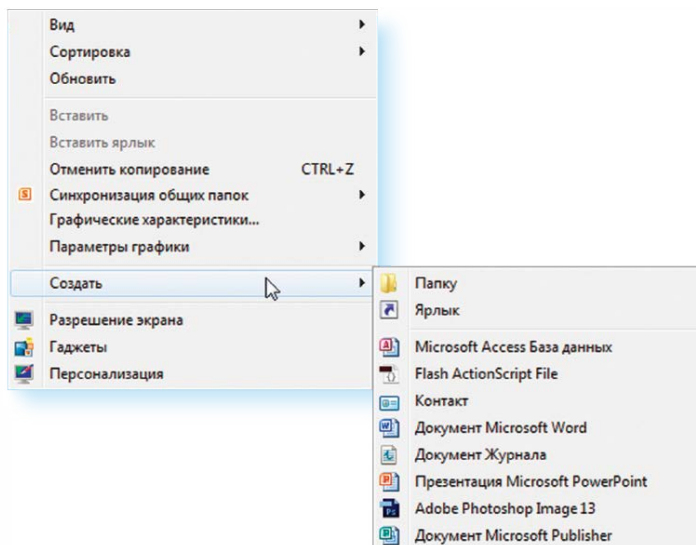 Вид
Сортировка
Обновить
Вставить
Вставить ярлык
Отменить копирование CTRL+Z
Синхронизация общих папок
Графические характеристики...
Параметры графики
Создать
Разрешение экрана
Гаджеты
Персонализация
Папку
Ярлык
Microsoft Access База данных
Flash ActionScript File
Контакт
Документ Microsoft Word
Документ Журнала
Презентация Microsoft PowerPoint
Adobe Photoshop Image 13
Документ Microsoft Publisher